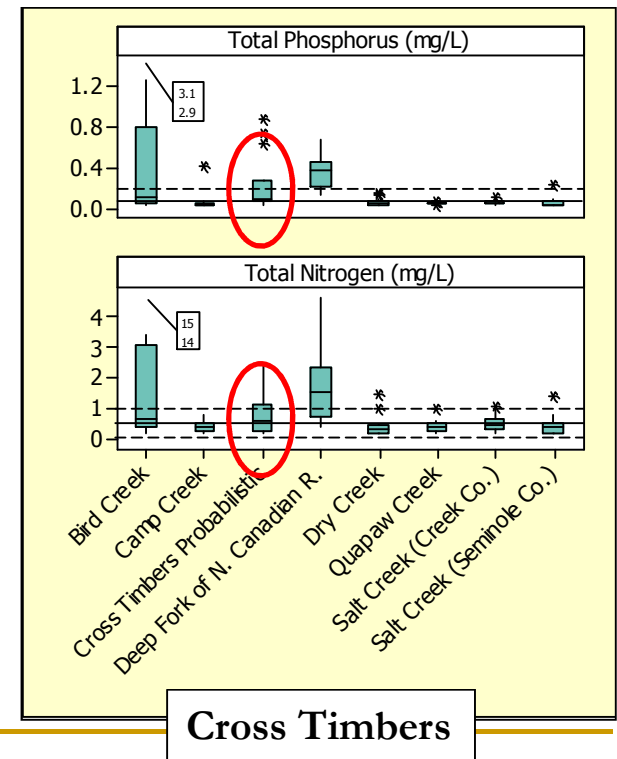 Total Phosphorus (mg/L)
1.2
0.8
0.4
0.0
3.1
2.9
Total Nitrogen (mg/L)
4
3
2
1
0
15
14
Bird Creek
Camp Creek
Cross Timbers Probabilistic
Deep Fork of N. Canadian R.
Dry Creek
Quapaw Creek
Salt Creek (Creek Co.)
Salt Creek (Seminole Co.)
Cross Timbers